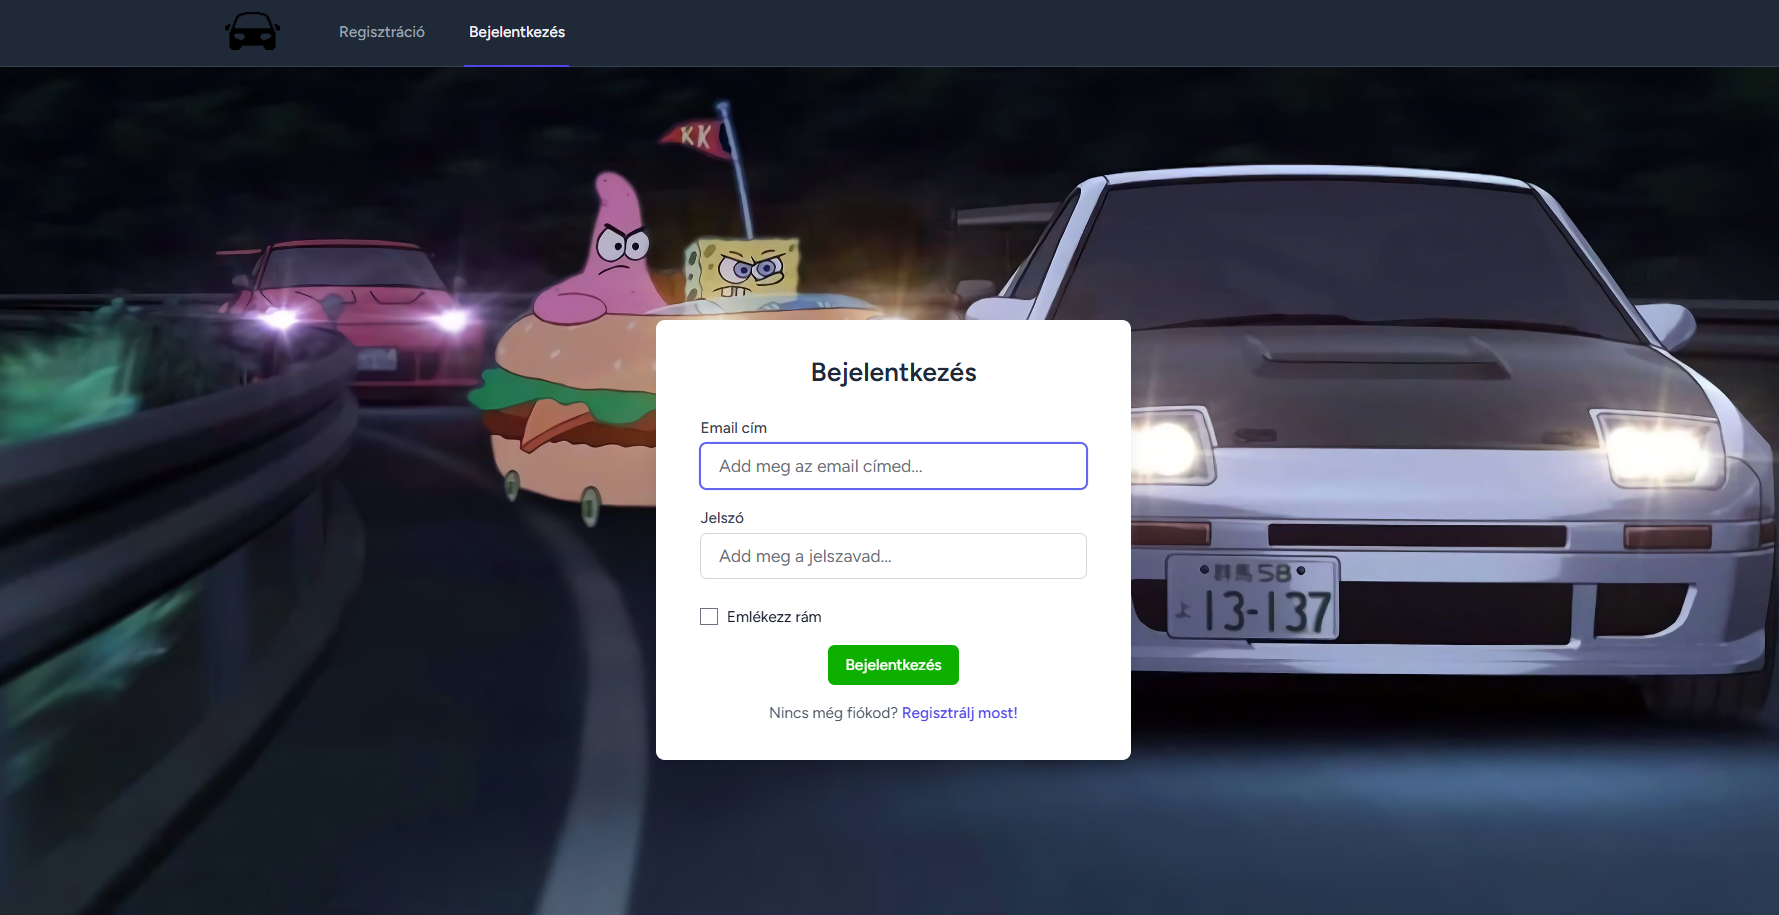 Regisztráció
Bejelentkezés
KK
Bejelentkezés
Email cím
Add meg az email címed...
Jelszó
Add meg a jelszavad...
Emlékezz rám
Bejelentkezés
Nincs még fiókod? Regisztrálj most!
群馬 58
よ 13-137